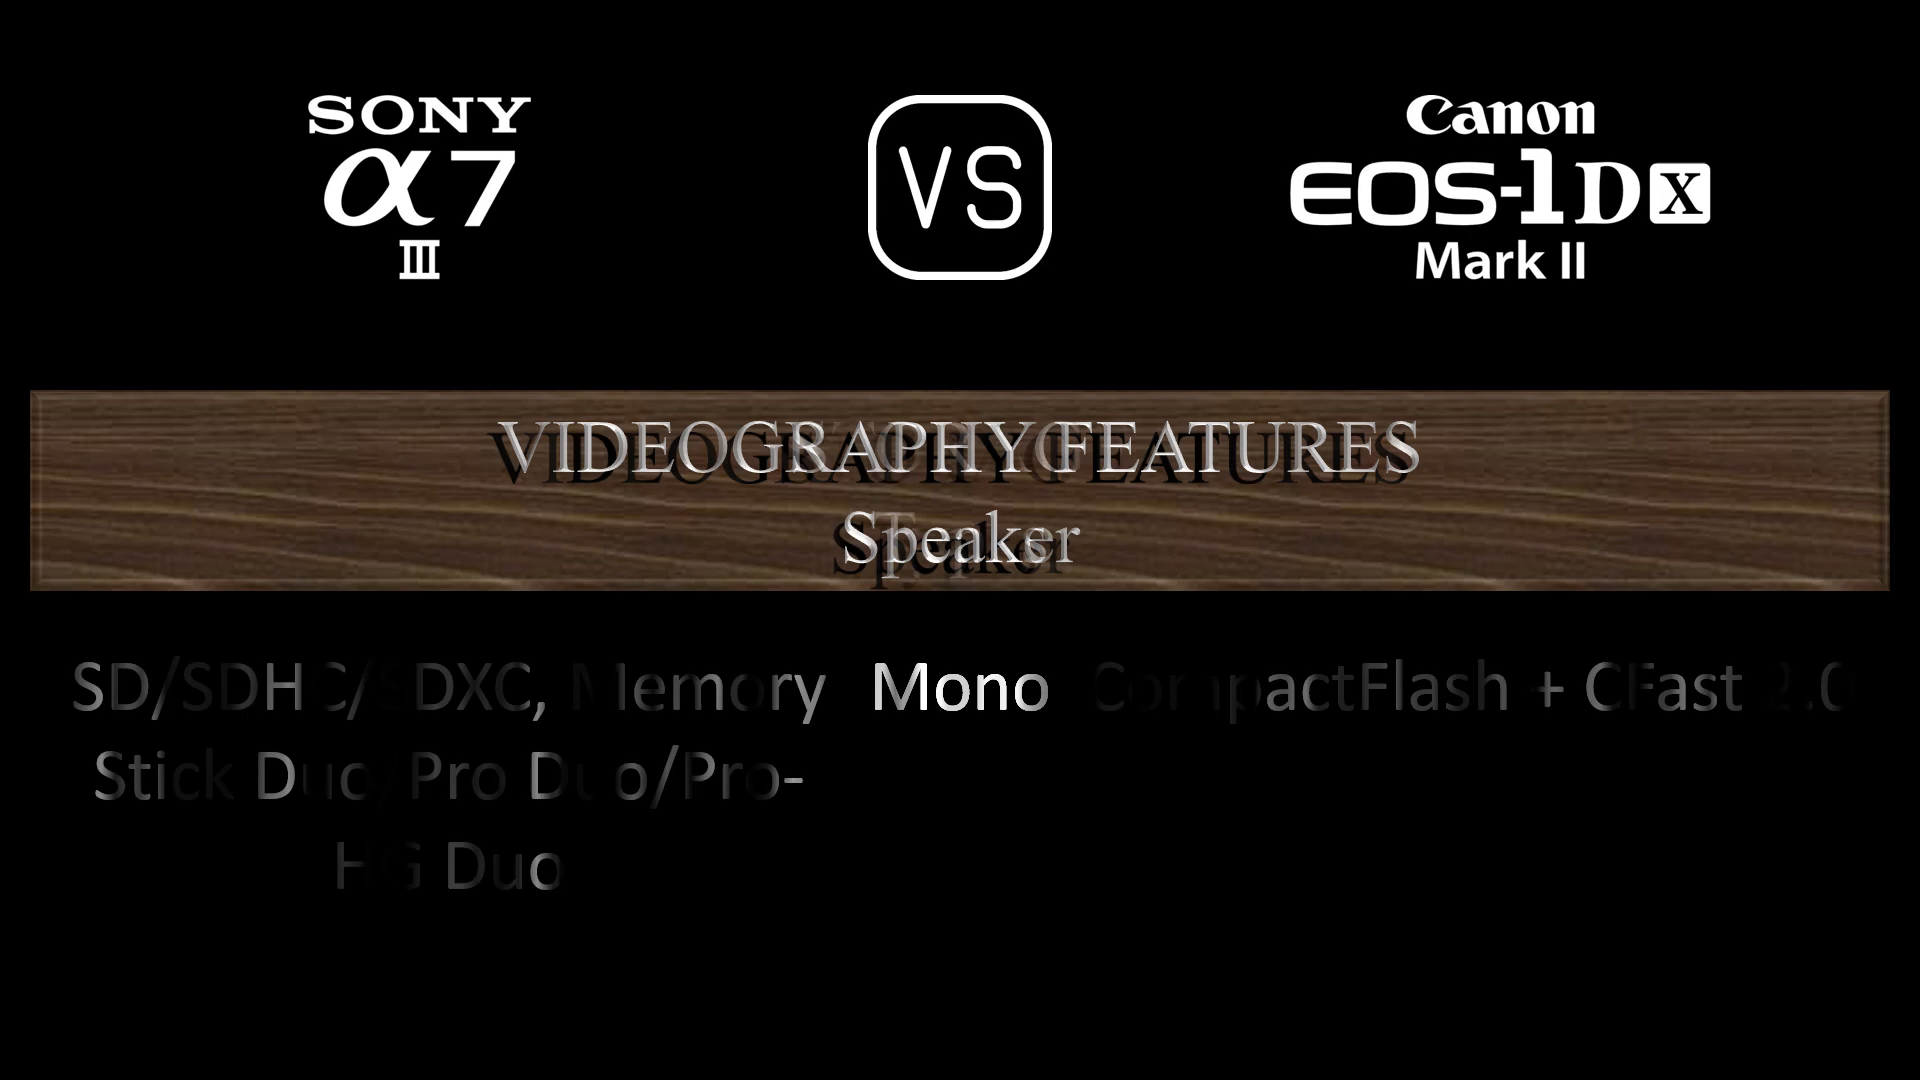 SONY
α7
III
VS
Canon
EOS-1DX
Mark II
VIDEOGRAPHY FEATURES
Speaker
SD/SDHC/SDXC, Memory
Stick Duo/Pro Duo/Pro-
HG Duo
Mono
CompactFlash + CFast 2.0